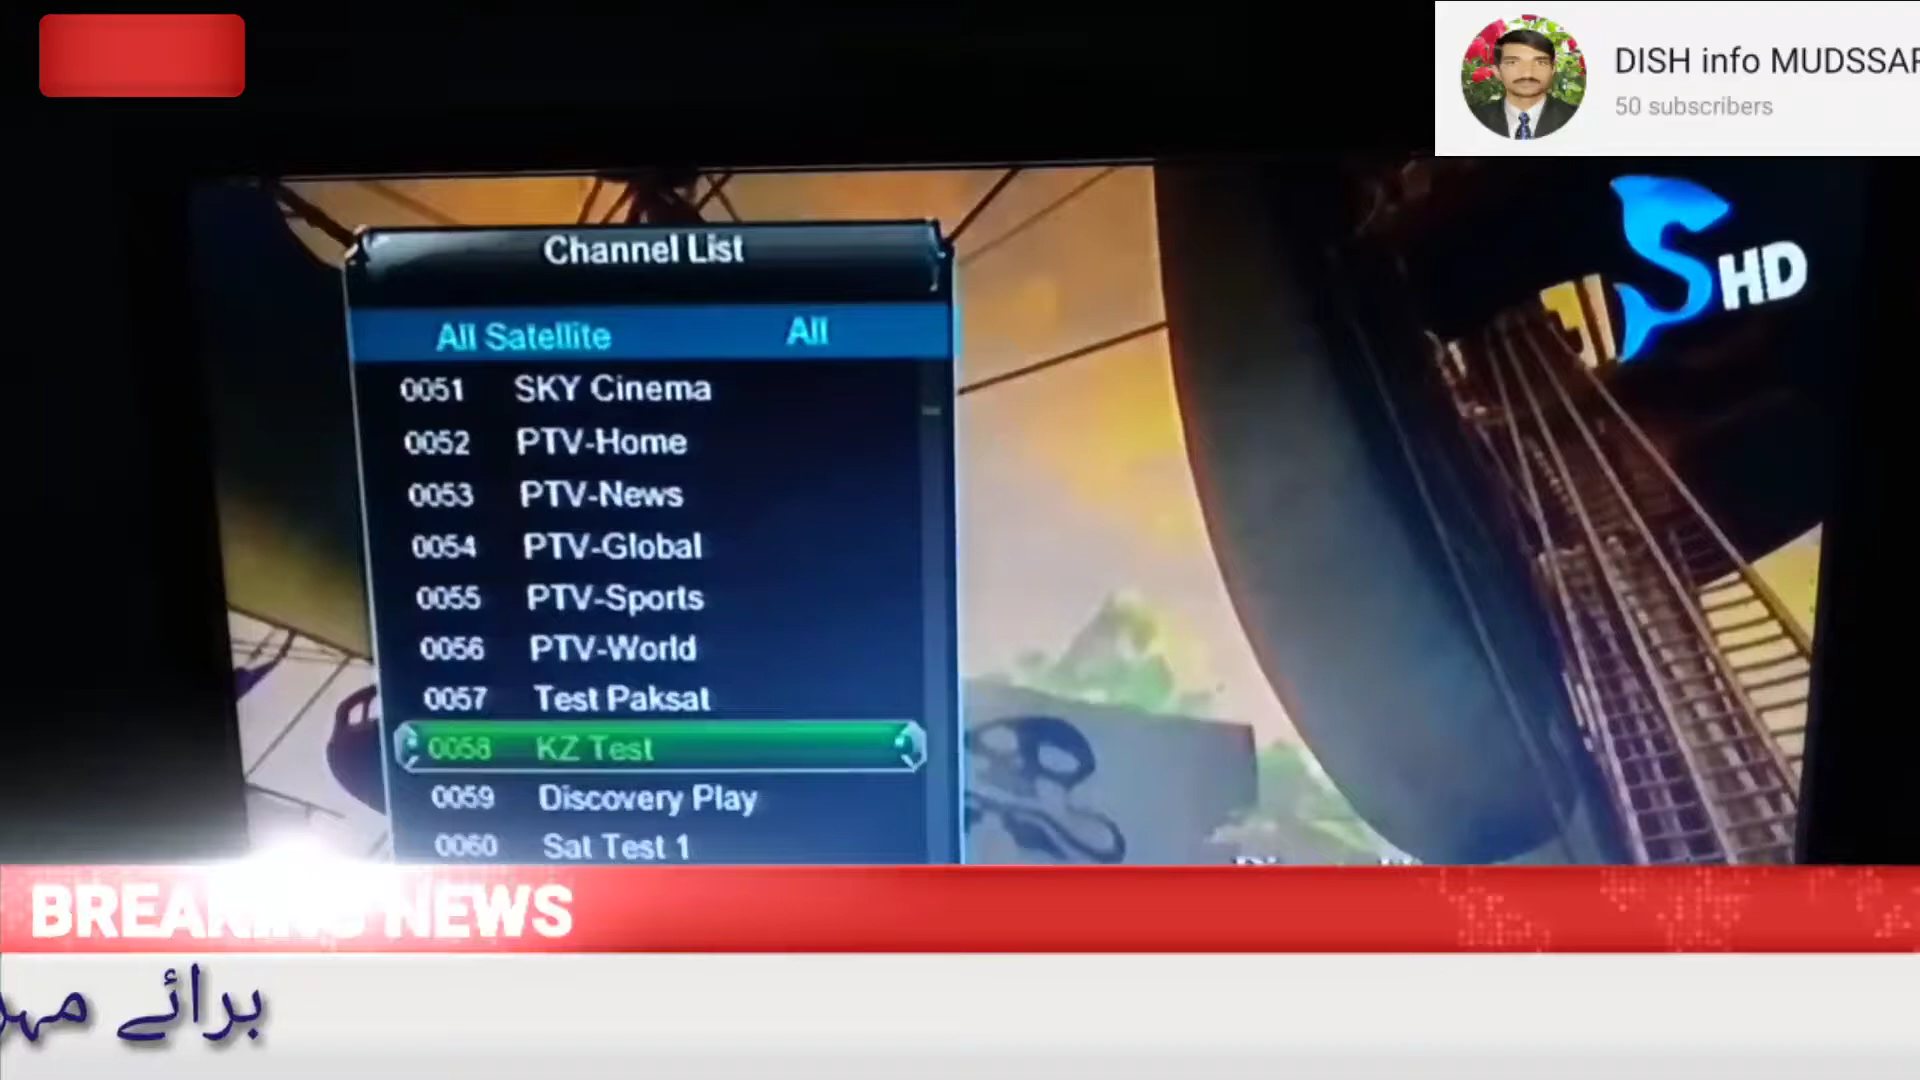 DISH info MUDSSAR
50 subscribers
S HD
Channel List
All Satellite All
0051 SKY Cinema
0052 PTV-Home
0053 PTV-News
0054 PTV-Global
0055 PTV-Sports
0056 PTV-World
0057 Test Paksat
0058 KZ Test
0059 Discovery Play
0060 Sat Test 1
BREAKING NEWS
برائے